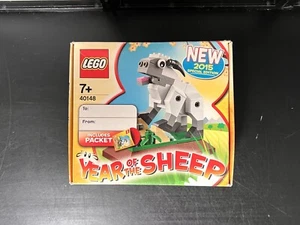 LEGO
NEW
2015
SPECIAL EDITION
7+
40148
To:
From:
INCLUDES
PACKET
YEAR OF THE SHEEP